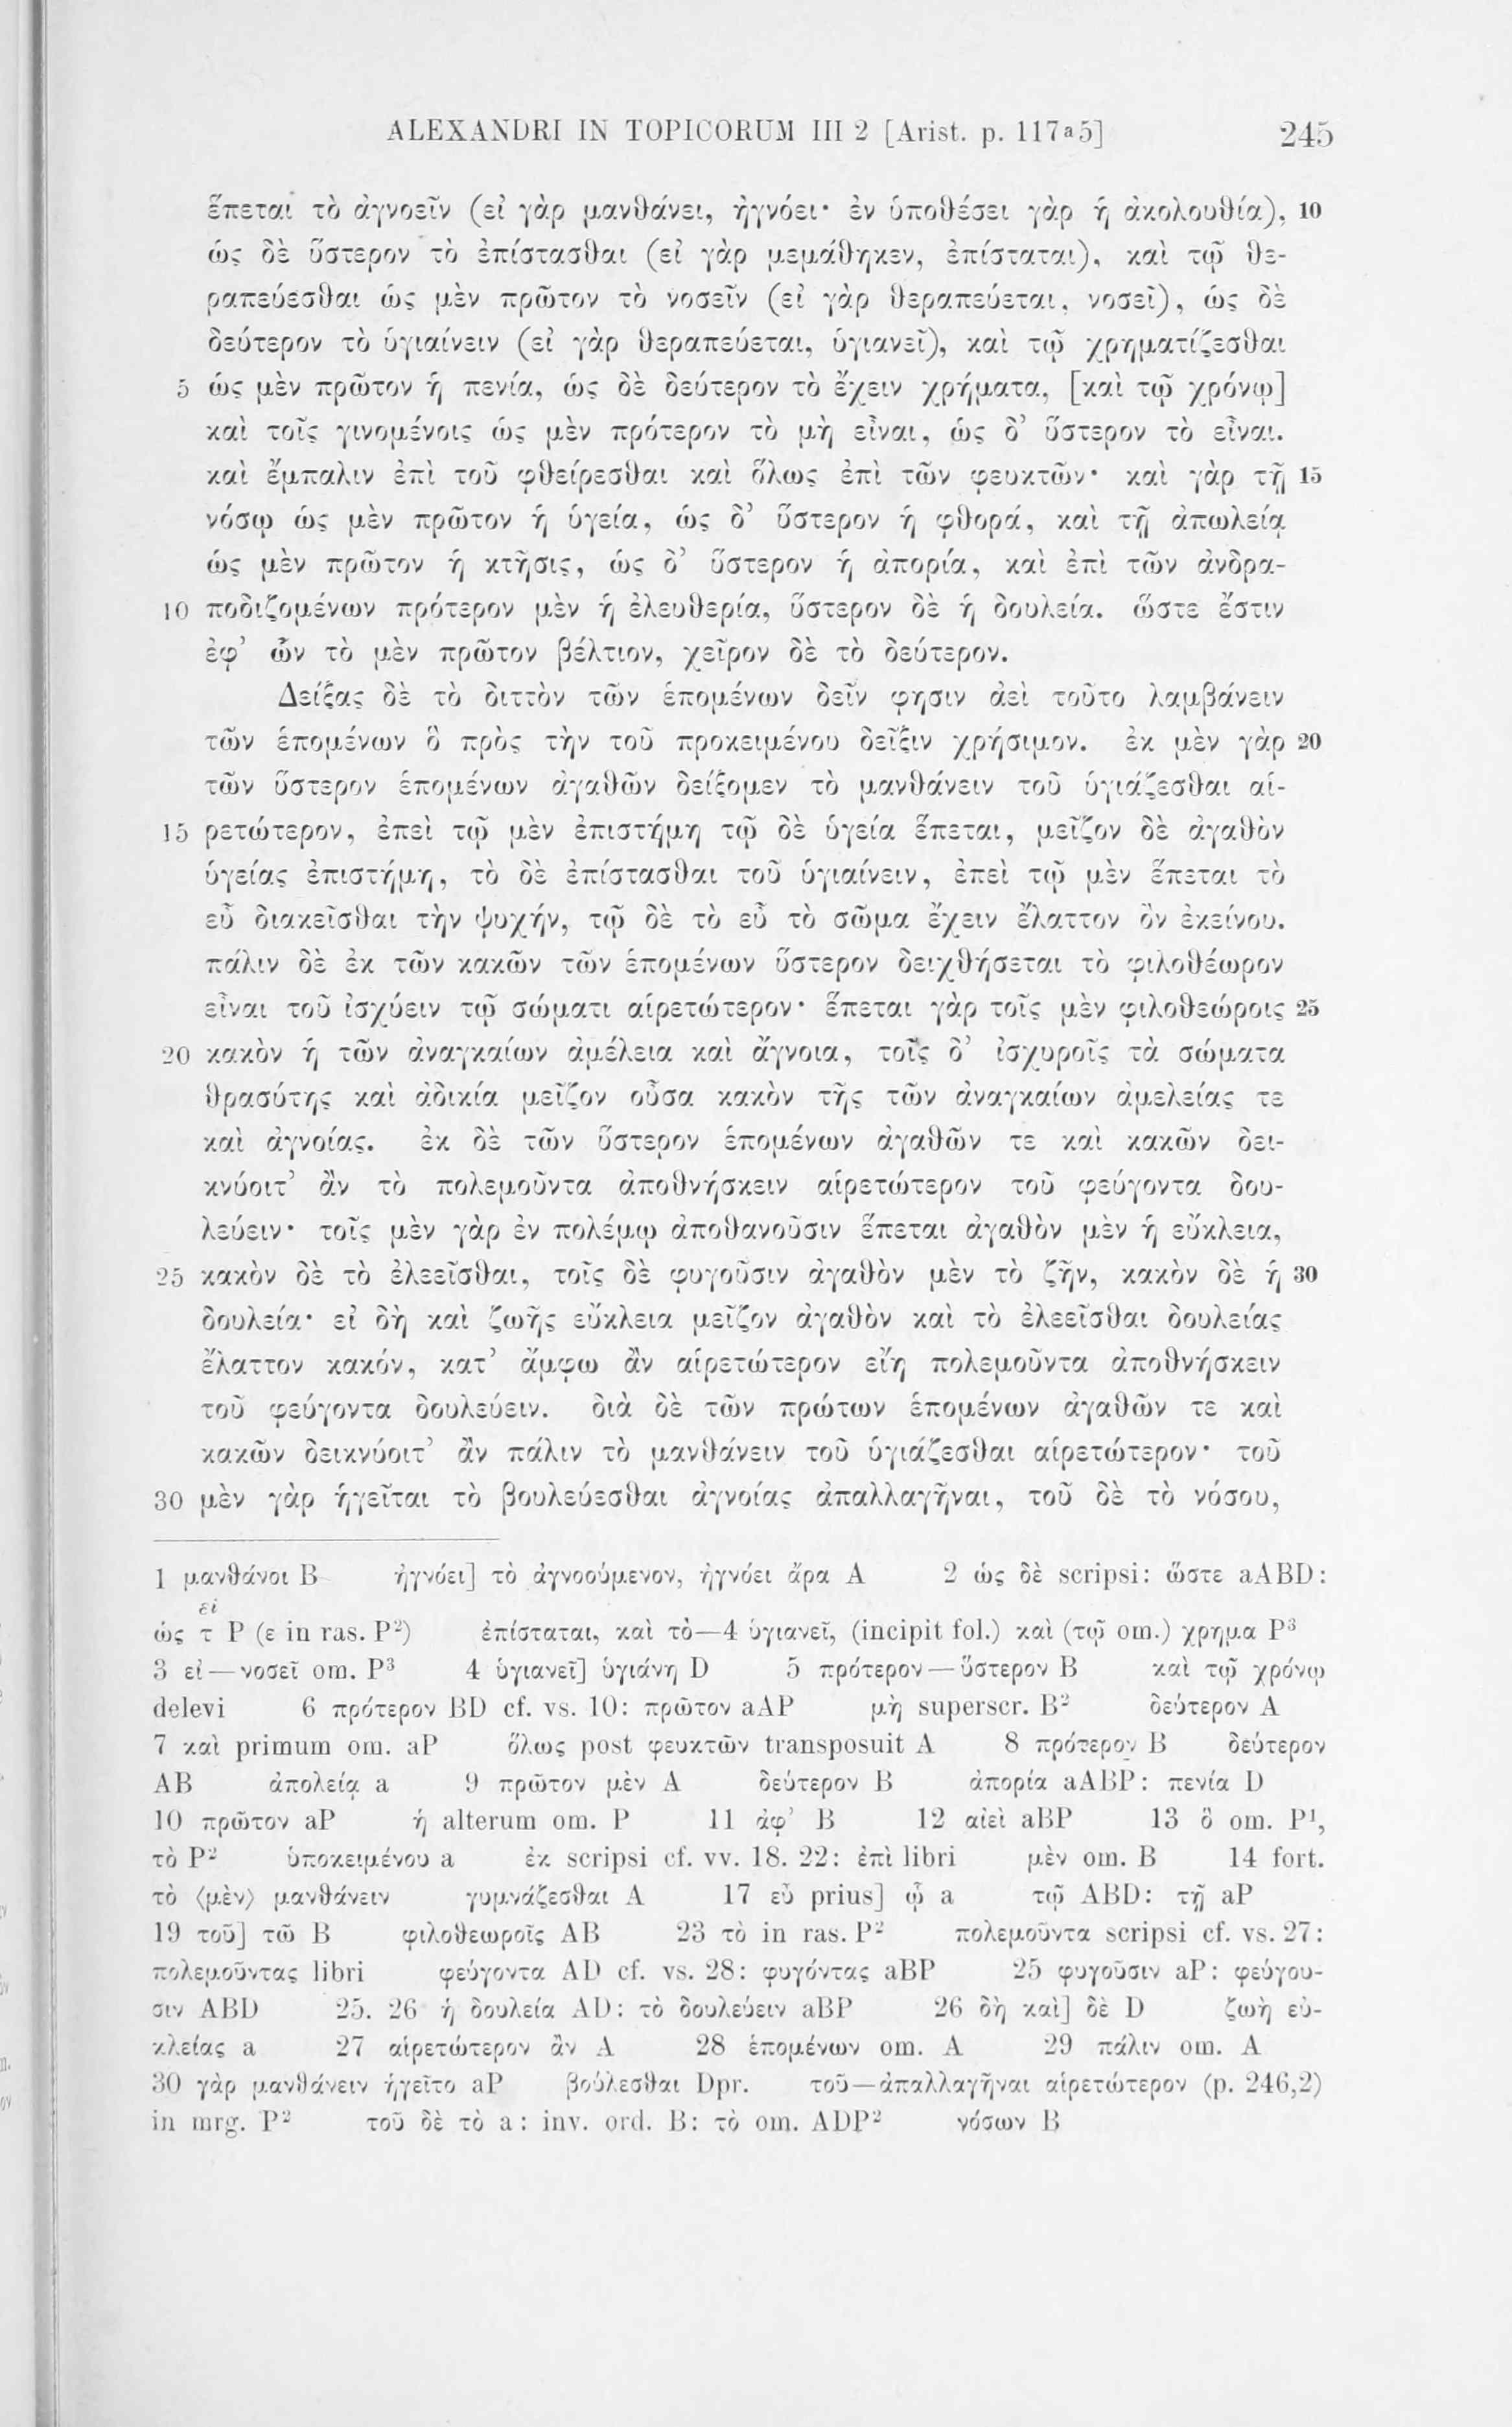 ALEXANDRI IN TOPICORUM III 2 [Arist. p. 117a5] 245
ἕπεται τὸ ἀγνοεῖν (εἰ γὰρ μανθάνει, ἠγνόει· ἐν ὑποθέσει γὰρ ἡ ἀκολουθία), 10
ὡς δὲ ὕστερον τὸ ἐπίστασθαι (εἰ γὰρ μεμάθηκεν, ἐπίσταται), καὶ τῷ θε-
ραπεύεσθαι ὡς μὲν πρῶτον τὸ νοσεῖν (εἰ γὰρ θεραπεύεται, νοσεῖ), ὡς δὲ
δεύτερον τὸ ὑγιαίνειν (εἰ γὰρ θεραπεύεται, ὑγιανεῖ), καὶ τῷ χρηματίζεσθαι
5 ὡς μὲν πρῶτον ἡ πενία, ὡς δὲ δεύτερον τὸ ἔχειν χρήματα, [καὶ τῷ χρόνῳ]
καὶ τοῖς γινομένοις ὡς μὲν πρότερον τὸ μὴ εἶναι, ὡς δ’ ὕστερον τὸ εἶναι.
καὶ ἔμπαλιν ἐπὶ τοῦ φθείρεσθαι καὶ ὅλως ἐπὶ τῶν φευκτῶν· καὶ γὰρ τῇ 15
νόσῳ ὡς μὲν πρῶτον ἡ ὑγεία, ὡς δ’ ὕστερον ἡ φθορά, καὶ τῇ ἀπωλείᾳ
ὡς μὲν πρῶτον ἡ κτῆσις, ὡς δ’ ὕστερον ἡ ἀπορία, καὶ ἐπὶ τῶν ἀνδρα-
10 ποδιζομένων πρότερον μὲν ἡ ἐλευθερία, ὕστερον δὲ ἡ δουλεία. ὥστε ἔστιν
ἐφ’ ὧν τὸ μὲν πρῶτον βέλτιον, χεῖρον δὲ τὸ δεύτερον.
Δείξας δὲ τὸ διττὸν τῶν ἑπομένων δεῖν φησιν ἀεὶ τοῦτο λαμβάνειν
τῶν ἑπομένων ὃ πρὸς τὴν τοῦ προκειμένου δεῖξιν χρήσιμον. ἐκ μὲν γὰρ 20
τῶν ὕστερον ἑπομένων ἀγαθῶν δείξομεν τὸ μανθάνειν τοῦ ὑγιάζεσθαι αἱ-
15 ρετώτερον, ἐπεὶ τῷ μὲν ἐπιστήμη τῷ δὲ ὑγεία ἕπεται, μεῖζον δὲ ἀγαθὸν
ὑγείας ἐπιστήμη, τὸ δὲ ἐπίστασθαι τοῦ ὑγιαίνειν, ἐπεὶ τῷ μὲν ἕπεται τὸ
εὖ διακεῖσθαι τὴν ψυχήν, τῷ δὲ τὸ εὖ τὸ σῶμα ἔχειν ἔλαττον ὂν ἐκείνου.
πάλιν δὲ ἐκ τῶν κακῶν τῶν ἑπομένων ὕστερον δειχθήσεται τὸ φιλοθέωρον
εἶναι τοῦ ἰσχύειν τῷ σώματι αἱρετώτερον· ἕπεται γὰρ τοῖς μὲν φιλοθεώροις 25
20 κακὸν ἡ τῶν ἀναγκαίων ἀμέλεια καὶ ἄγνοια, τοῖς δ’ ἰσχυροῖς τὰ σώματα
θρασύτης καὶ ἀδικία μεῖζον οὖσα κακὸν τῆς τῶν ἀναγκαίων ἀμελείας τε
καὶ ἀγνοίας. ἐκ δὲ τῶν ὕστερον ἑπομένων ἀγαθῶν τε καὶ κακῶν δει-
κνύοιτ’ ἂν τὸ πολεμοῦντα ἀποθνήσκειν αἱρετώτερον τοῦ φεύγοντα δου-
λεύειν· τοῖς μὲν γὰρ ἐν πολέμῳ ἀποθανοῦσιν ἕπεται ἀγαθὸν μὲν ἡ εὔκλεια,
25 κακὸν δὲ τὸ ἐλεεῖσθαι, τοῖς δὲ φυγοῦσιν ἀγαθὸν μὲν τὸ ζῆν, κακὸν δὲ ἡ 30
δουλεία· εἰ δὴ καὶ ζωῆς εὔκλεια μεῖζον ἀγαθὸν καὶ τὸ ἐλεεῖσθαι δουλείας
ἔλαττον κακόν, κατ’ ἄμφω ἂν αἱρετώτερον εἴη πολεμοῦντα ἀποθνήσκειν
τοῦ φεύγοντα δουλεύειν. διὰ δὲ τῶν πρώτων ἑπομένων ἀγαθῶν τε καὶ
κακῶν δεικνύοιτ’ ἂν πάλιν τὸ μανθάνειν τοῦ ὑγιάζεσθαι αἱρετώτερον· τοῦ
30 μὲν γὰρ ἡγεῖται τὸ βουλεύεσθαι ἀγνοίας ἀπαλλαγῆναι, τοῦ δὲ τὸ νόσου,
1 μανθάνοι B ἠγνόει] τὸ ἀγνοούμενον, ἠγνόει ἄρα A 2 ὡς δὲ scripsi: ὥστε aABD:
εἰ
ὡς τ P (ε in ras. P2) ἐπίσταται, καὶ τὸ—4 ὑγιανεῖ, (incipit fol.) καὶ (τῷ om.) χρημα P3
3 εἰ—νοσεῖ om. P3 4 ὑγιανεῖ] ὑγιάνη D 5 πρότερον—ὕστερον B καὶ τῷ χρόνῳ
delevi 6 πρότερον BD cf. vs. 10: πρῶτον aAP μὴ superscr. B2 δεύτερον A
7 καὶ primum om. aP ὅλως post φευκτῶν transposuit A 8 πρότερον B δεύτερον
AB ἀπολείᾳ a 9 πρῶτον μὲν A δεύτερον B ἀπορία aABP: πενία D
10 πρῶτον aP ἡ alterum om. P 11 ἀφ’ B 12 αἰεὶ aBP 13 ὃ om. P1,
τὸ P2 ὑποκειμένου a ἐκ scripsi cf. vv. 18. 22: ἐπὶ libri μὲν om. B 14 fort.
τὸ ⟨μὲν⟩ μανθάνειν γυμνάζεσθαι A 17 εὖ prius] ᾧ a τῷ ABD: τῇ aP
19 τοῦ] τῶ B φιλοθεωροῖς AB 23 τὸ in ras. P2 πολεμοῦντα scripsi cf. vs. 27:
πολεμοῦντας libri φεύγοντα AD cf. vs. 28: φυγόντας aBP 25 φυγοῦσιν aP: φεύγου-
σιν ABD 25. 26 ἡ δουλεία AD: τὸ δουλεύειν aBP 26 δὴ καὶ] δὲ D ζωὴ εὐ-
κλείας a 27 αἱρετώτερον ἂν A 28 ἑπομένων om. A 29 πάλιν om. A
30 γὰρ μανθάνειν ἡγεῖτο aP βούλεσθαι Dpr. τοῦ—ἀπαλλαγῆναι αἱρετώτερον (p. 246,2)
in mrg. P2 τοῦ δὲ τὸ a: inv. ord. B: τὸ om. ADP2 νόσων B